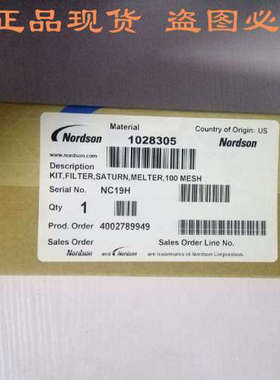 正品现货 盗图必究
Material
Country of Origin: US
Nordson
1028305
Nordson
www.nordson.com
Description
KIT,FILTER,SATURN,MELTER,100 MESH
Serial No. NC19H
Qty 1
Prod. Order 4002789949
Sales Order
Sales Order Line No.
Nordson and Nordson are trademarks of Nordson Corporation.